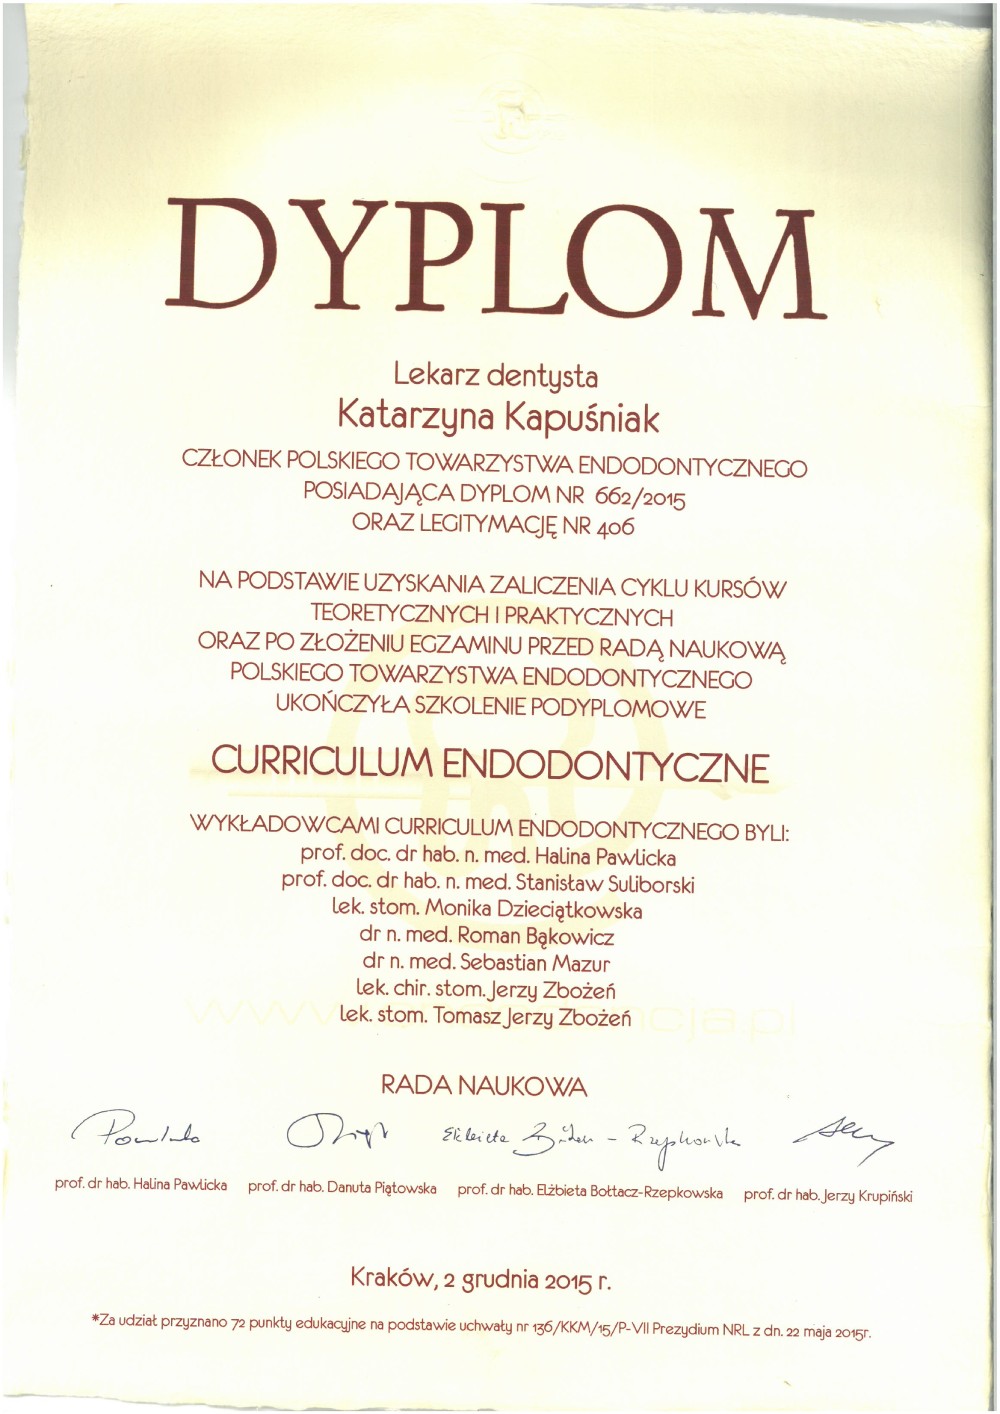 DYPLOM
Lekarz dentysta
Katarzyna Kapuśniak
CZŁONEK POLSKIEGO TOWARZYSTWA ENDODONTYCZNEGO
POSIADAJĄCA DYPLOM NR 662/2015
ORAZ LEGITYMACJĘ NR 406
NA PODSTAWIE UZYSKANIA ZALICZENIA CYKLU KURSÓW
TEORETYCZNYCH I PRAKTYCZNYCH
ORAZ PO ZŁOŻENIU EGZAMINU PRZED RADĄ NAUKOWĄ
POLSKIEGO TOWARZYSTWA ENDODONTYCZNEGO
UKOŃCZYŁA SZKOLENIE PODYPLOMOWE
CURRICULUM ENDODONTYCZNE
WYKŁADOWCAMI CURRICULUM ENDODONTYCZNEGO BYLI:
prof. doc. dr hab. n. med. Halina Pawlicka
prof. doc. dr hab. n. med. Stanisław Suliborski
lek. stom. Monika Dzieciątkowska
dr n. med. Roman Bąkowicz
dr n. med. Sebastian Mazur
lek. chir. stom. Jerzy Zbożeń
lek. stom. Tomasz Jerzy Zbożeń
RADA NAUKOWA
prof. dr hab. Halina Pawlicka prof. dr hab. Danuta Piątowska prof. dr hab. Elżbieta Bołtacz-Rzepkowska prof. dr hab. Jerzy Krupiński
Kraków, 2 grudnia 2015 r.
*Za udział przyznano 72 punkty edukacyjne na podstawie uchwały nr 136/KKM/15/P-VII Prezydium NRL z dn. 22 maja 2015r.